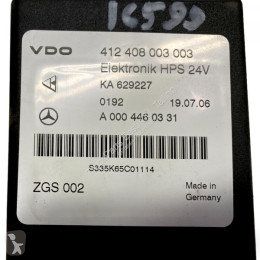 1C590
VDO 412 408 003 003
Elektronik HPS 24V
KA 629227
0192 19.07.06
A 000 446 03 31
S335K65C01114
ZGS 002 Made in
Germany